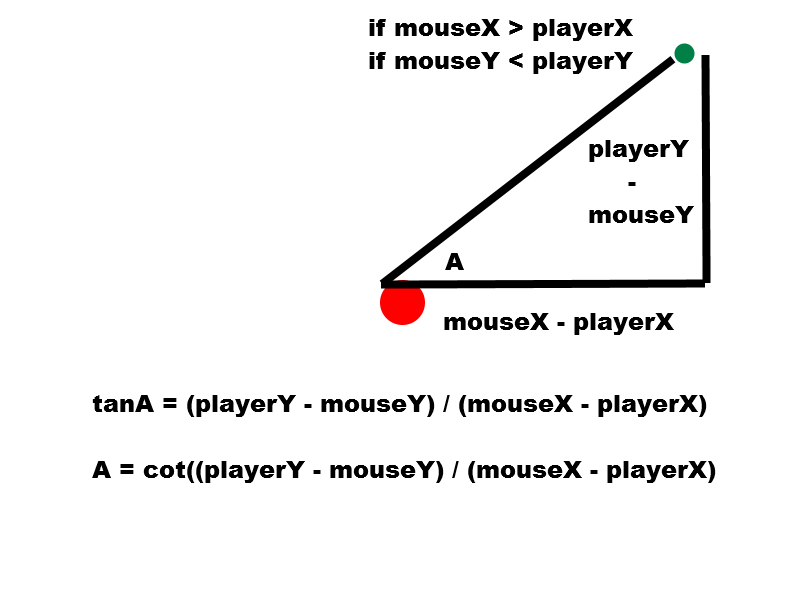 if mouseX > playerX
if mouseY < playerY
playerY
-
mouseY
A
mouseX - playerX
tanA = (playerY - mouseY) / (mouseX - playerX)
A = cot((playerY - mouseY) / (mouseX - playerX)